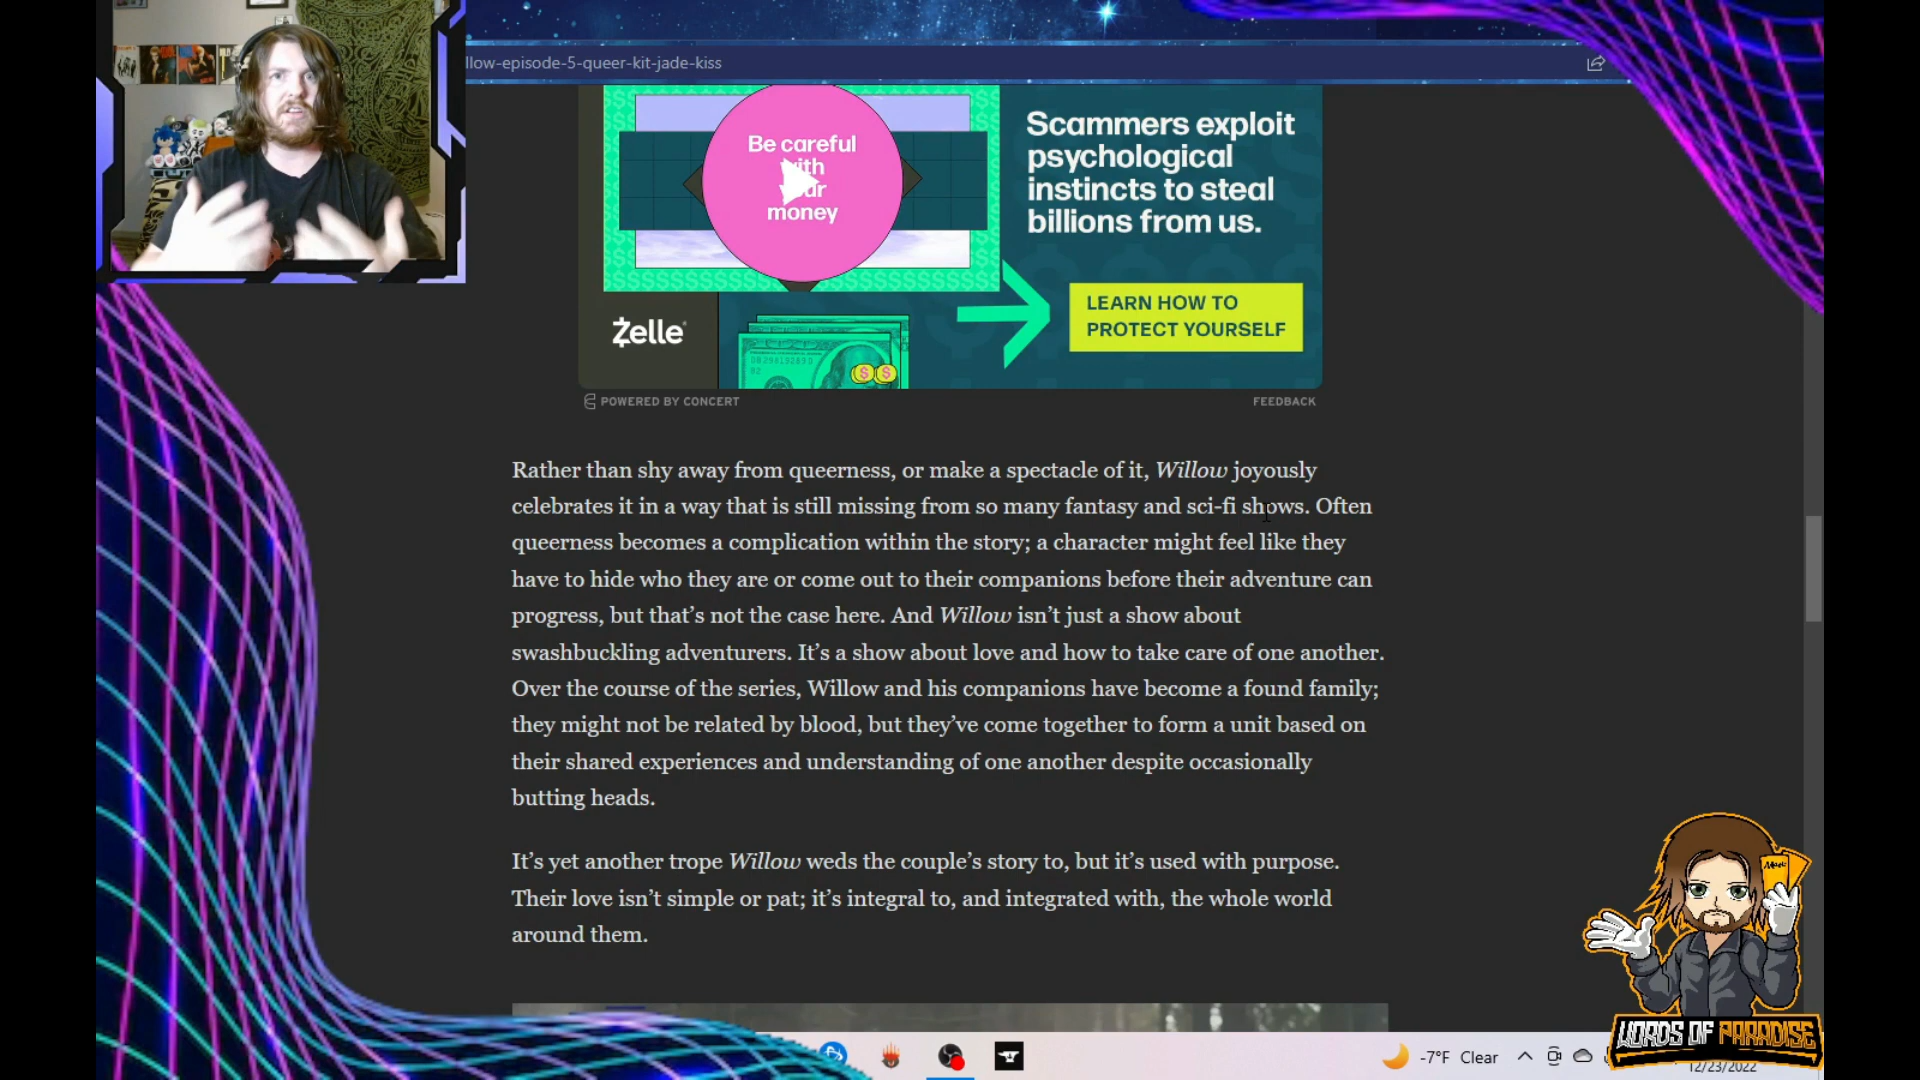 llow-episode-5-queer-kit-jade-kiss
Be careful
with
your
money
Scammers exploit
psychological
instincts to steal
billions from us.
LEARN HOW TO
PROTECT YOURSELF
Zelle
POWERED BY CONCERT
FEEDBACK
Rather than shy away from queerness, or make a spectacle of it, Willow joyously
celebrates it in a way that is still missing from so many fantasy and sci-fi shows. Often
queerness becomes a complication within the story; a character might feel like they
have to hide who they are or come out to their companions before their adventure can
progress, but that’s not the case here. And Willow isn’t just a show about
swashbuckling adventurers. It’s a show about love and how to take care of one another.
Over the course of the series, Willow and his companions have become a found family;
they might not be related by blood, but they’ve come together to form a unit based on
their shared experiences and understanding of one another despite occasionally
butting heads.
It’s yet another trope Willow weds the couple’s story to, but it’s used with purpose.
Their love isn’t simple or pat; it’s integral to, and integrated with, the whole world
around them.
WORDS OF PARADISE
-7°F Clear
12/23/2022